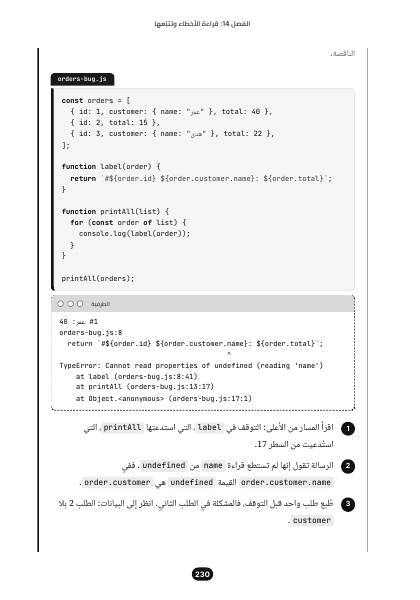 الفصل 14: قراءة الأخطاء وتتبّعها
الناقصة.
orders-bug.js
const orders = [
  { id: 1, customer: { name: "عمر" }, total: 40 },
  { id: 2, total: 15 },
  { id: 3, customer: { name: "هدى" }, total: 22 },
];
function label(order) {
  return `#${order.id} ${order.customer.name}: ${order.total}`;
}
function printAll(list) {
  for (const order of list) {
    console.log(label(order));
  }
}
printAll(orders);
الطرفية
#1 عمر: 40
orders-bug.js:8
  return `#${order.id} ${order.customer.name}: ${order.total}`;
^
TypeError: Cannot read properties of undefined (reading 'name')
    at label (orders-bug.js:8:41)
    at printAll (orders-bug.js:13:17)
    at Object.<anonymous> (orders-bug.js:17:1)
1 اقرأ المسار من الأعلى: التوقف في label، التي استدعتها printAll، التي
استُدعيت من السطر 17.
2 الرسالة تقول إنها لم تستطع قراءة name من undefined. ففي
order.customer.name القيمة undefined هي order.customer.
3 طُبع طلب واحد قبل التوقف، فالمشكلة في الطلب الثاني. انظر إلى البيانات: الطلب 2 بلا
customer.
230